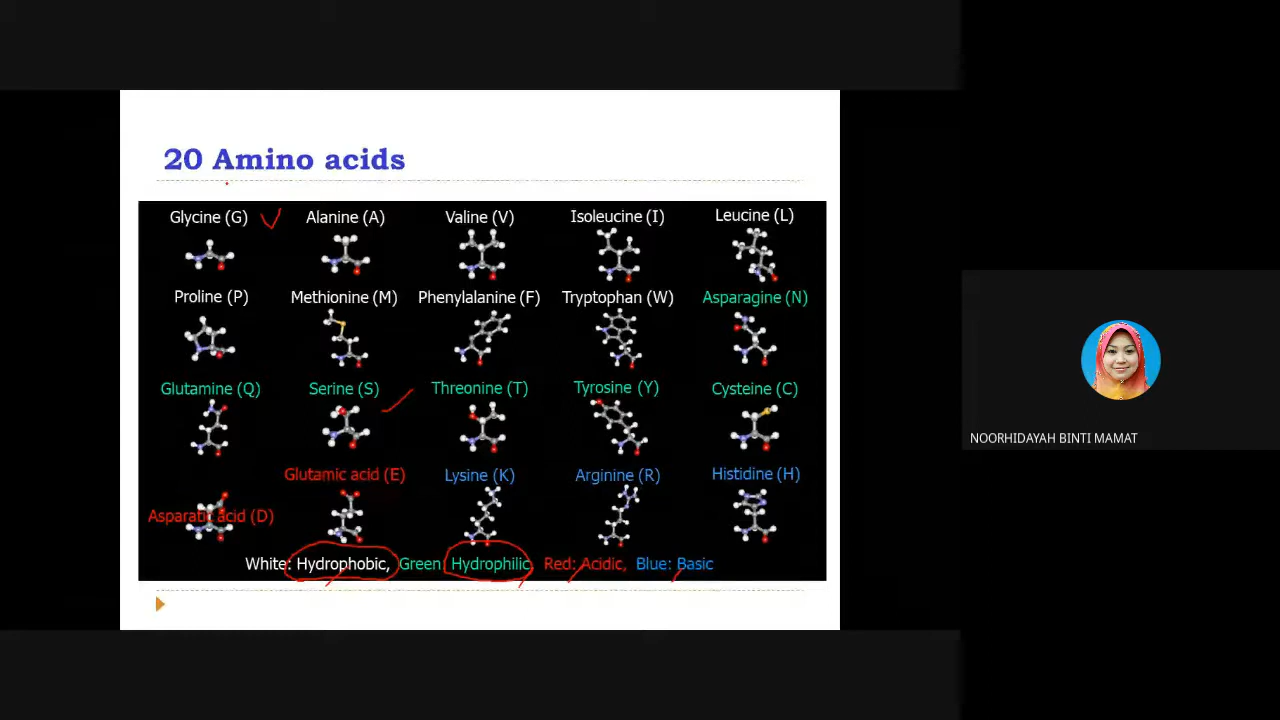 20 Amino acids
Glycine (G) Alanine (A) Valine (V) Isoleucine (I) Leucine (L)
Proline (P) Methionine (M) Phenylalanine (F) Tryptophan (W) Asparagine (N)
Glutamine (Q) Serine (S) Threonine (T) Tyrosine (Y) Cysteine (C)
Glutamic acid (E) Lysine (K) Arginine (R) Histidine (H)
Asparatic acid (D)
White: Hydrophobic, Green: Hydrophilic, Red: Acidic, Blue: Basic
NOORHIDAYAH BINTI MAMAT